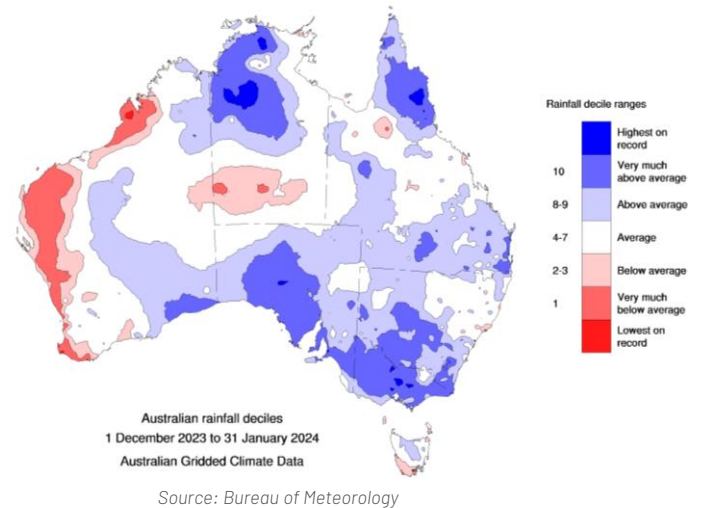 Rainfall decile ranges
Highest on
record
10 Very much
above average
8-9 Above average
4-7 Average
2-3 Below average
1 Very much
below average
Lowest on
record
Australian rainfall deciles
1 December 2023 to 31 January 2024
Australian Gridded Climate Data
Source: Bureau of Meteorology